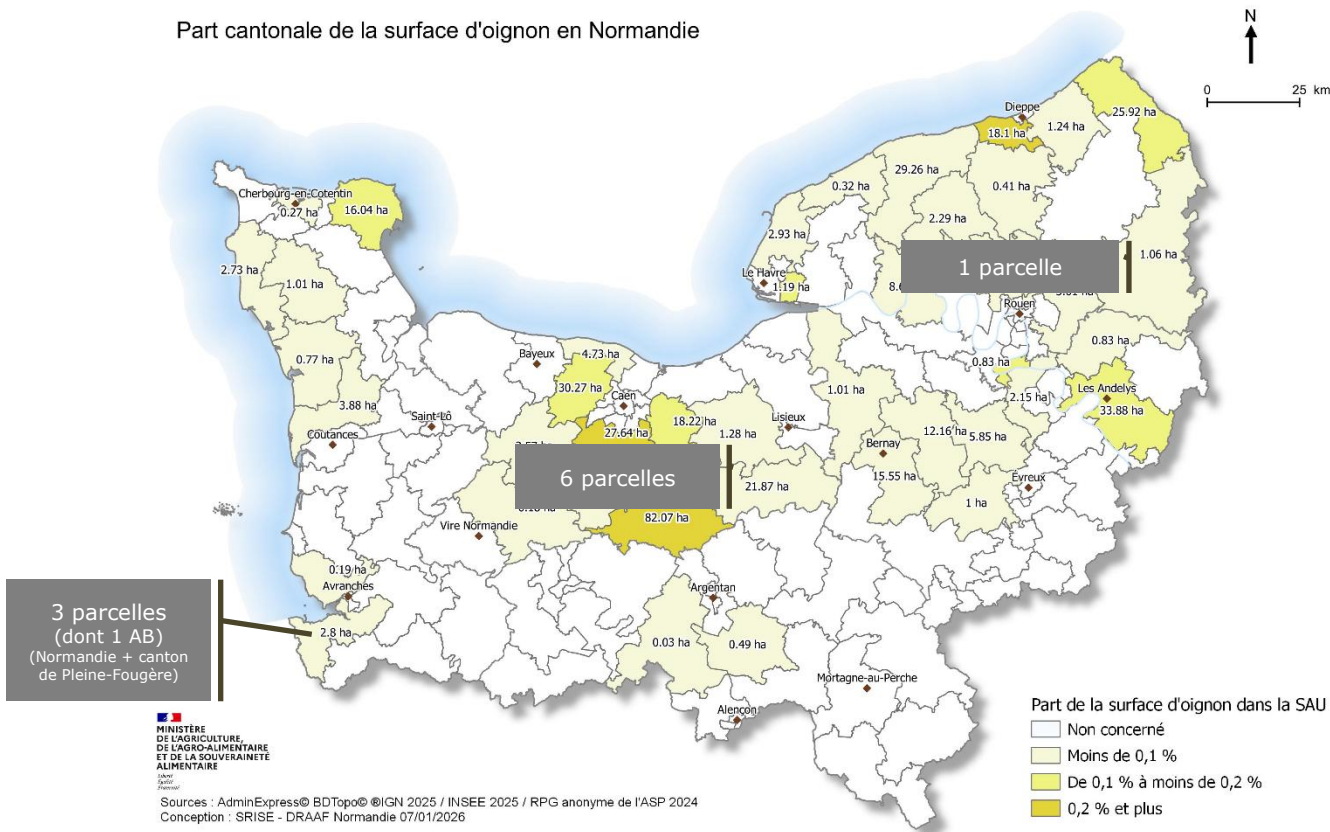 Part cantonale de la surface d'oignon en Normandie
N
0 25 km
Dieppe
25.92 ha
1.24 ha
18.1 ha
29.26 ha
0.32 ha
0.41 ha
Cherbourg-en-Cotentin
0.27 ha
16.04 ha
2.29 ha
2.93 ha
1 parcelle
1.06 ha
2.73 ha
Le Havre
1.19 ha
1.01 ha
Rouen
Bayeux
4.73 ha
0.83 ha
0.83 ha
0.77 ha
30.27 ha
1.01 ha
Les Andelys
2.15 ha
33.88 ha
Caen
3.88 ha
Saint-Lô
18.22 ha
Lisieux
27.64 ha
1.28 ha
12.16 ha
5.85 ha
Coutances
Bernay
6 parcelles
15.55 ha
21.87 ha
Évreux
1 ha
82.07 ha
Vire Normandie
0.19 ha
Avranches
Argentan
3 parcelles
(dont 1 AB)
(Normandie + canton
de Pleine-Fougère)
2.8 ha
0.03 ha
0.49 ha
Mortagne-au-Perche
Alençon
MINISTÈRE
DE L'AGRICULTURE,
DE L'AGRO-ALIMENTAIRE
ET DE LA SOUVERAINETÉ
ALIMENTAIRE
Liberté
Égalité
Fraternité
Sources : AdminExpress© BDTopo© ®IGN 2025 / INSEE 2025 / RPG anonyme de l'ASP 2024
Conception : SRISE - DRAAF Normandie 07/01/2026
Part de la surface d'oignon dans la SAU
Non concerné
Moins de 0,1 %
De 0,1 % à moins de 0,2 %
0,2 % et plus